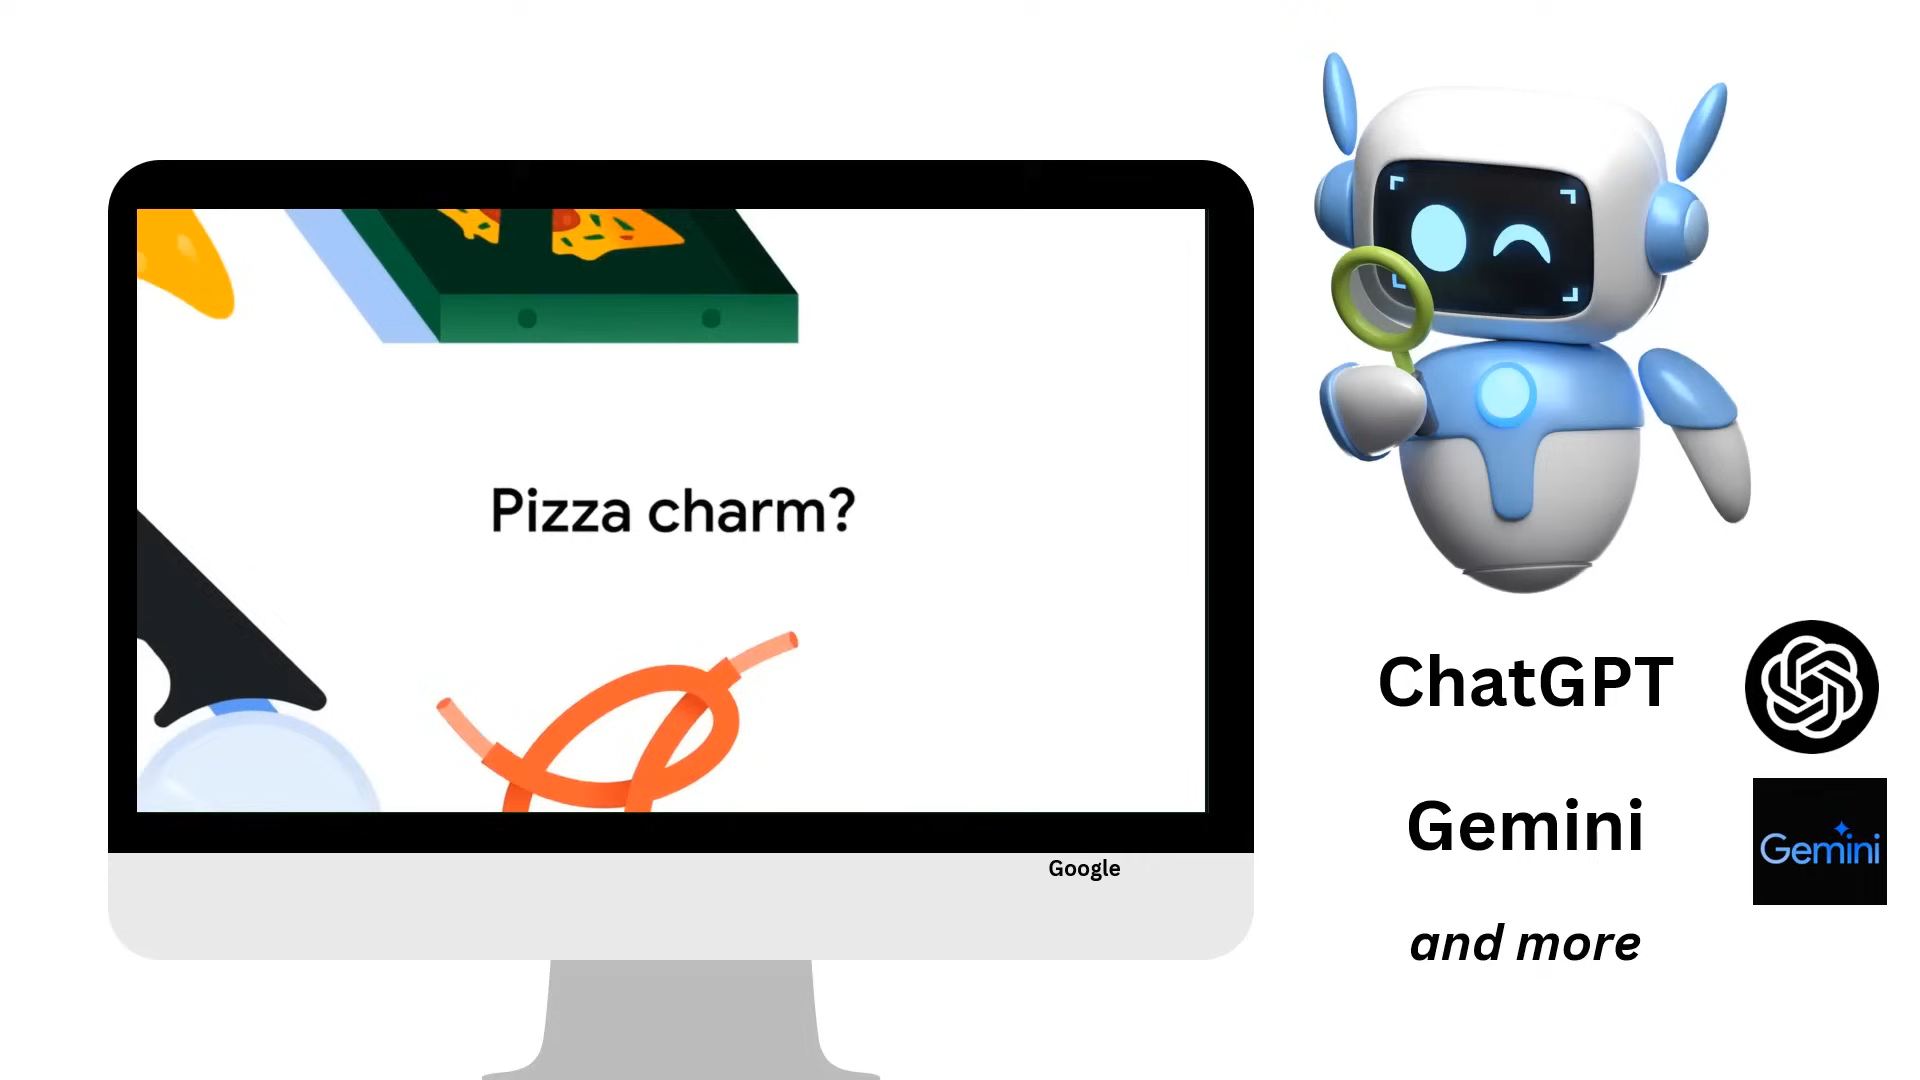 Pizza charm?
Google
ChatGPT
Gemini
Gemini
and more